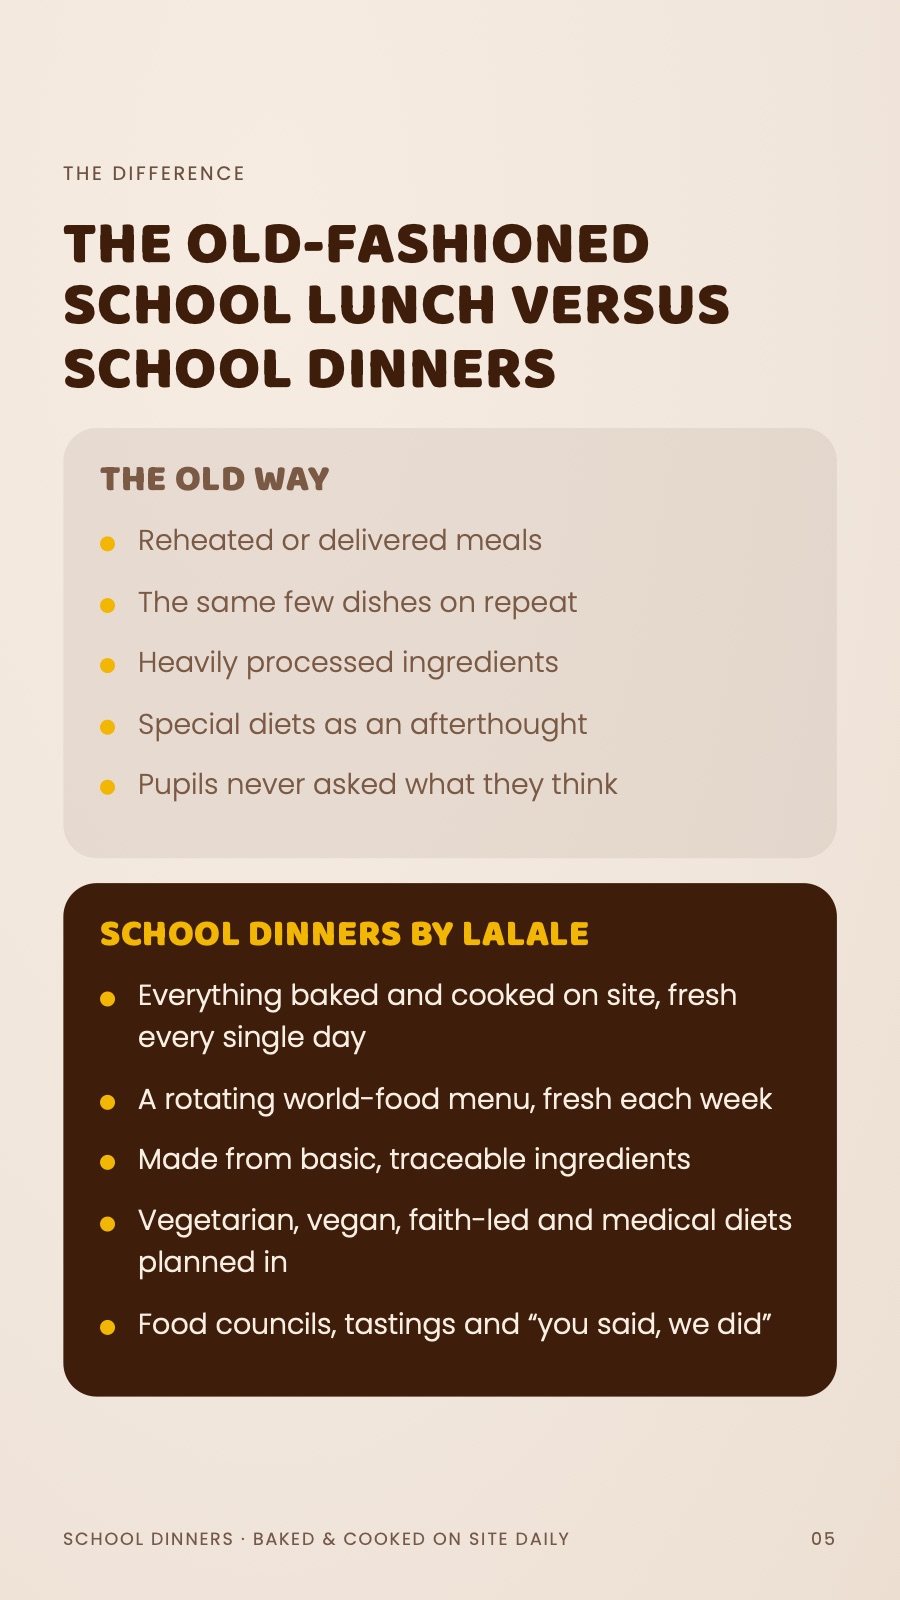 THE DIFFERENCE
THE OLD-FASHIONED
SCHOOL LUNCH VERSUS
SCHOOL DINNERS
THE OLD WAY
Reheated or delivered meals
The same few dishes on repeat
Heavily processed ingredients
Special diets as an afterthought
Pupils never asked what they think
SCHOOL DINNERS BY LALALE
Everything baked and cooked on site, fresh
every single day
A rotating world-food menu, fresh each week
Made from basic, traceable ingredients
Vegetarian, vegan, faith-led and medical diets
planned in
Food councils, tastings and “you said, we did”
SCHOOL DINNERS · BAKED & COOKED ON SITE DAILY 05